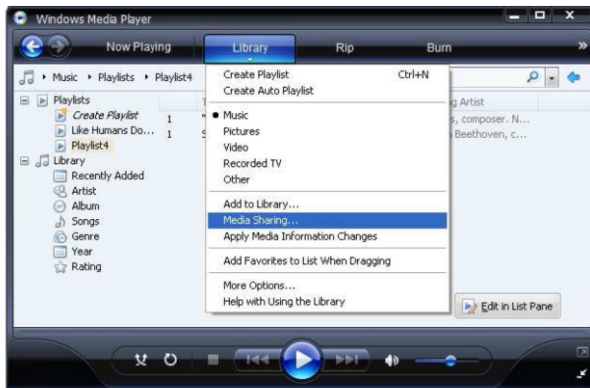 Windows Media Player
Now Playing Library Rip Burn »
Music ▸ Playlists ▸ Playlist4
Playlists
Create Playlist
Like Humans Do...
Playlist4
Library
Recently Added
Artist
Album
Songs
Genre
Year
Rating
1
1
Create Playlist Ctrl+N
Create Auto Playlist
Music
Pictures
Video
Recorded TV
Other
Add to Library...
Media Sharing...
Apply Media Information Changes
Add Favorites to List When Dragging
More Options...
Help with Using the Library
g Artist
s, composer. N...
Beethoven, c...
Edit in List Pane